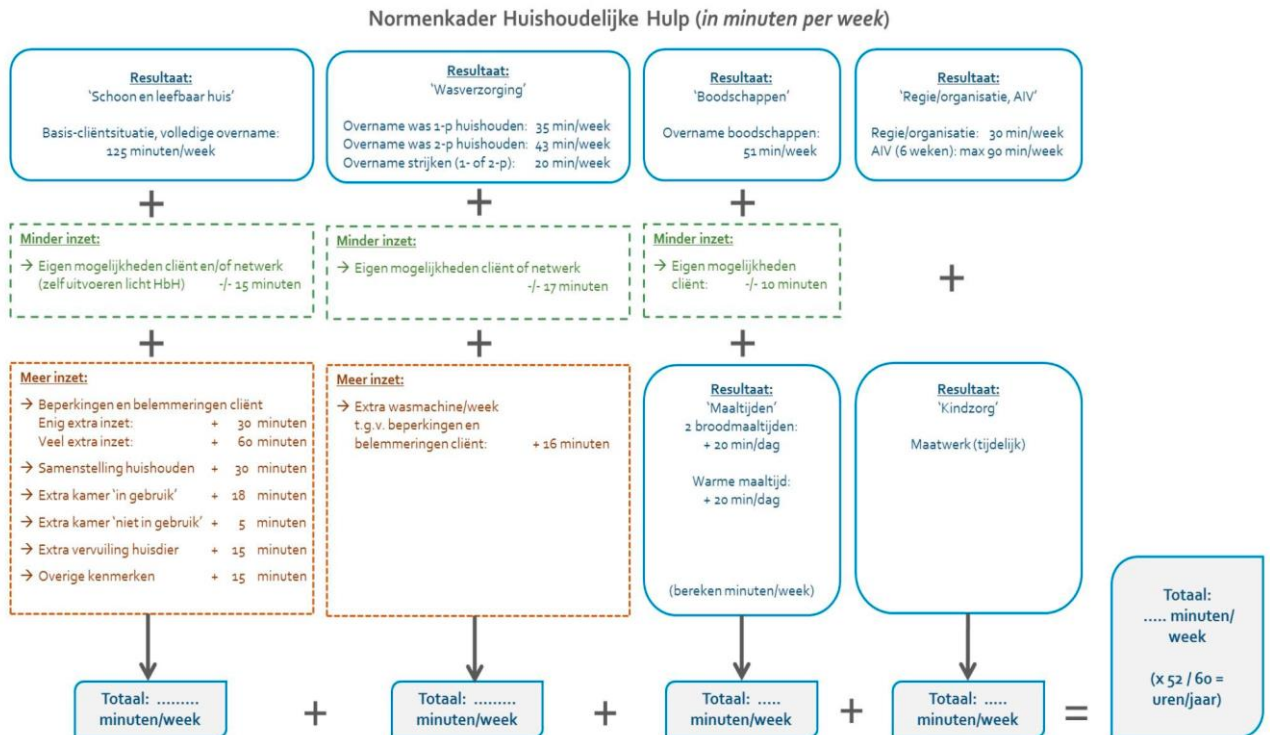 Normenkader Huishoudelijke Hulp (in minuten per week)
Resultaat:
'Schoon en leefbaar huis'
Basis-cliëntsituatie, volledige overname:
125 minuten/week
Resultaat:
'Wasverzorging'
Overname was 1-p huishouden: 35 min/week
Overname was 2-p huishouden: 43 min/week
Overname strijken (1- of 2-p): 20 min/week
Resultaat:
'Boodschappen'
Overname boodschappen:
51 min/week
Resultaat:
'Regie/organisatie, AIV'
Regie/organisatie: 30 min/week
AIV (6 weken): max 90 min/week
+
+
+
Minder inzet:
→ Eigen mogelijkheden cliënt en/of netwerk
(zelf uitvoeren licht HbH) -/- 15 minuten
Minder inzet:
→ Eigen mogelijkheden cliënt of netwerk
-/- 17 minuten
Minder inzet:
→ Eigen mogelijkheden
cliënt: -/- 10 minuten
+
+
+
+
Meer inzet:
→ Beperkingen en belemmeringen cliënt
Enig extra inzet: + 30 minuten
Veel extra inzet: + 60 minuten
→ Samenstelling huishouden + 30 minuten
→ Extra kamer 'in gebruik' + 18 minuten
→ Extra kamer 'niet in gebruik' + 5 minuten
→ Extra vervuiling huisdier + 15 minuten
→ Overige kenmerken + 15 minuten
Meer inzet:
→ Extra wasmachine/week
t.g.v. beperkingen en
belemmeringen cliënt: + 16 minuten
Resultaat:
'Maaltijden'
2 broodmaaltijden:
+ 20 min/dag
Warme maaltijd:
+ 20 min/dag
(bereken minuten/week)
Resultaat:
'Kindzorg'
Maatwerk (tijdelijk)
Totaal: .........
minuten/week
+
Totaal: .........
minuten/week
+
Totaal: .....
minuten/week
+
Totaal: .....
minuten/week
=
Totaal:
..... minuten/
week
(x 52 / 60 =
uren/jaar)